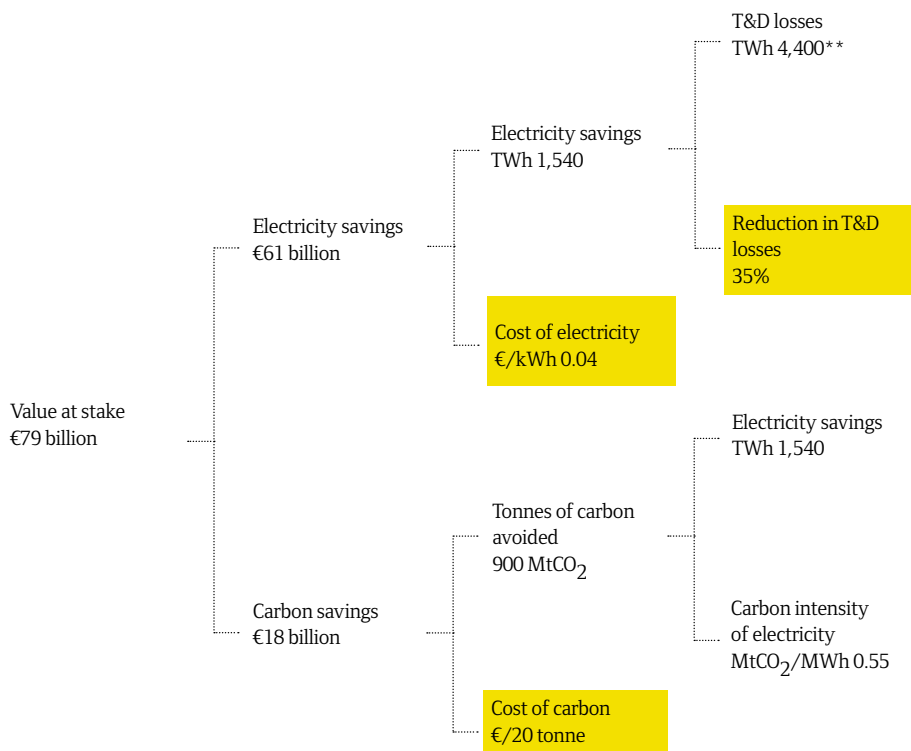 T&D losses
TWh 4,400**
Electricity savings
TWh 1,540
Reduction in T&D
losses
35%
Electricity savings
€61 billion
Cost of electricity
€/kWh 0.04
Value at stake
€79 billion
Electricity savings
TWh 1,540
Tonnes of carbon
avoided
900 MtCO2
Carbon savings
€18 billion
Carbon intensity
of electricity
MtCO2/MWh 0.55
Cost of carbon
€/20 tonne